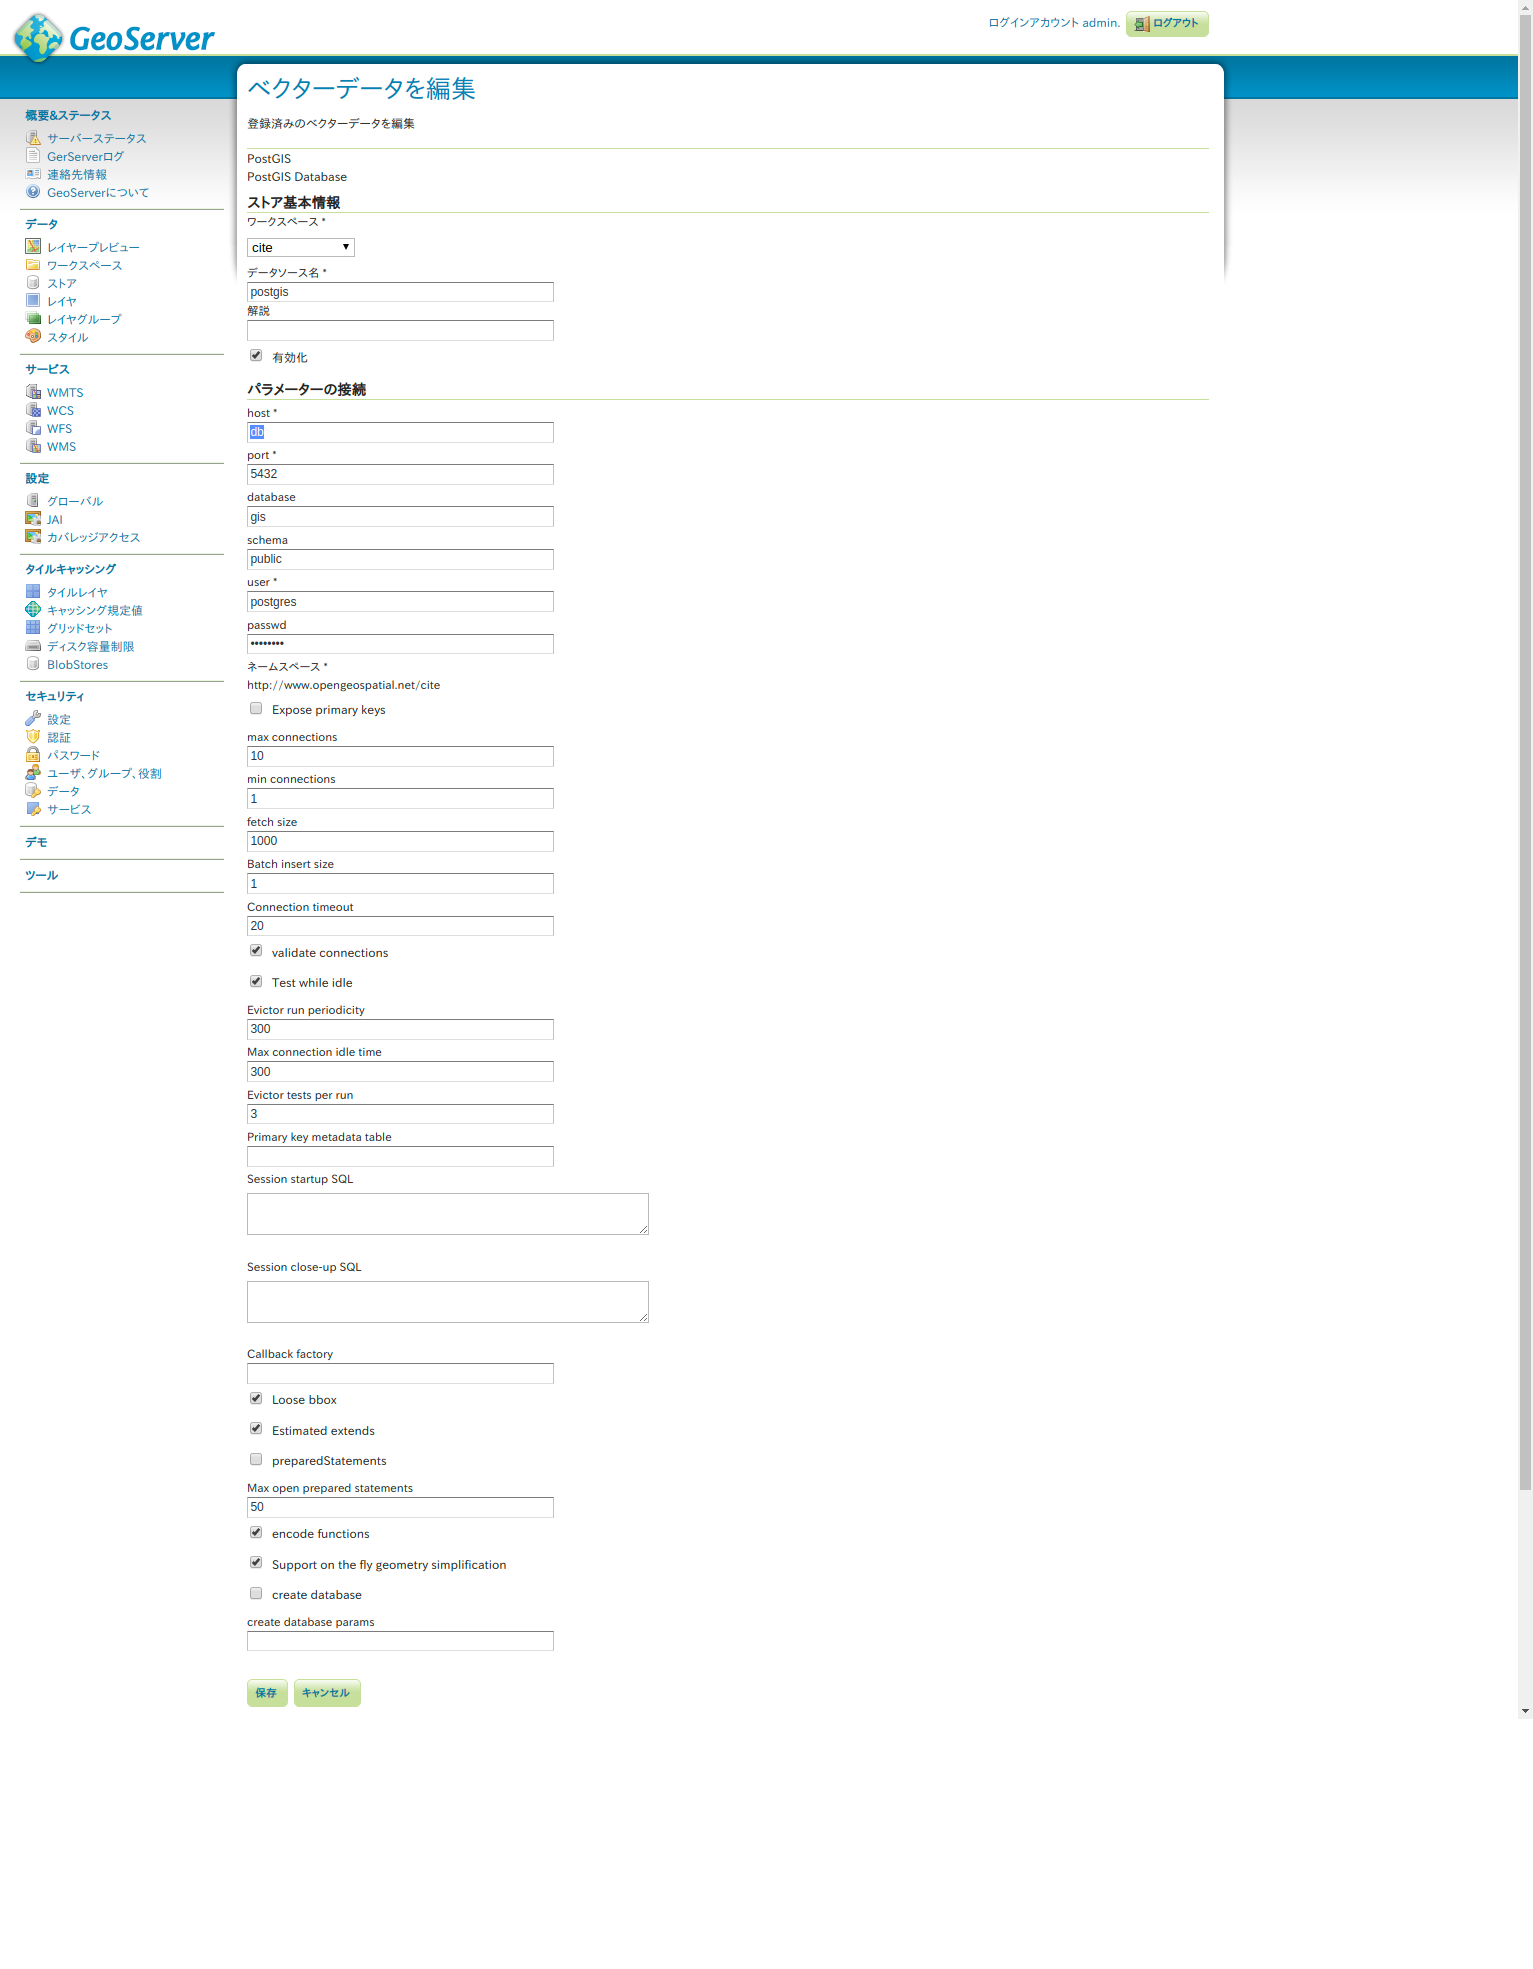 GeoServer
ログインアカウント admin.
ログアウト
概要&ステータス
サーバーステータス
GerServerログ
連絡先情報
GeoServerについて
データ
レイヤープレビュー
ワークスペース
ストア
レイヤ
レイヤグループ
スタイル
サービス
WMTS
WCS
WFS
WMS
設定
グローバル
JAI
カバレッジアクセス
タイルキャッシング
タイルレイヤ
キャッシング規定値
グリッドセット
ディスク容量制限
BlobStores
セキュリティ
設定
認証
パスワード
ユーザ、グループ、役割
データ
サービス
デモ
ツール
ベクターデータを編集
登録済みのベクターデータを編集
PostGIS
PostGIS Database
ストア基本情報
ワークスペース *
cite
データソース名 *
postgis
解説
有効化
パラメーターの接続
host *
db
port *
5432
database
gis
schema
public
user *
postgres
passwd
••••••••
ネームスペース *
http://www.opengeospatial.net/cite
Expose primary keys
max connections
10
min connections
1
fetch size
1000
Batch insert size
1
Connection timeout
20
validate connections
Test while idle
Evictor run periodicity
300
Max connection idle time
300
Evictor tests per run
3
Primary key metadata table
Session startup SQL
Session close-up SQL
Callback factory
Loose bbox
Estimated extends
preparedStatements
Max open prepared statements
50
encode functions
Support on the fly geometry simplification
create database
create database params
保存
キャンセル